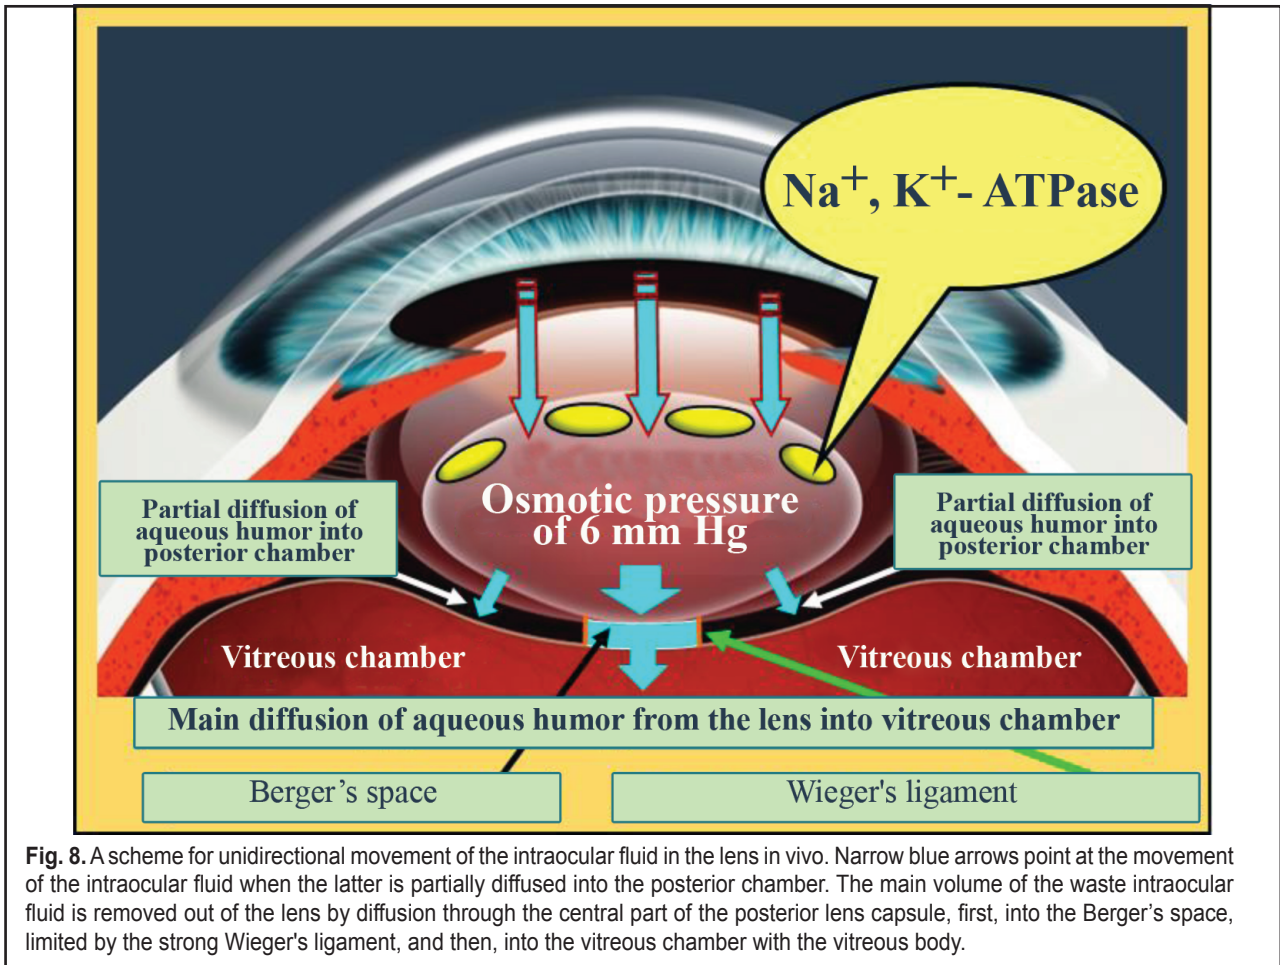 Na+, K+- ATPase
Osmotic pressure
of 6 mm Hg
Partial diffusion of
aqueous humor into
posterior chamber
Partial diffusion of
aqueous humor into
posterior chamber
Vitreous chamber
Vitreous chamber
Main diffusion of aqueous humor from the lens into vitreous chamber
Berger’s space
Wieger's ligament
Fig. 8. A scheme for unidirectional movement of the intraocular fluid in the lens in vivo. Narrow blue arrows point at the movement
of the intraocular fluid when the latter is partially diffused into the posterior chamber. The main volume of the waste intraocular
fluid is removed out of the lens by diffusion through the central part of the posterior lens capsule, first, into the Berger’s space,
limited by the strong Wieger's ligament, and then, into the vitreous chamber with the vitreous body.